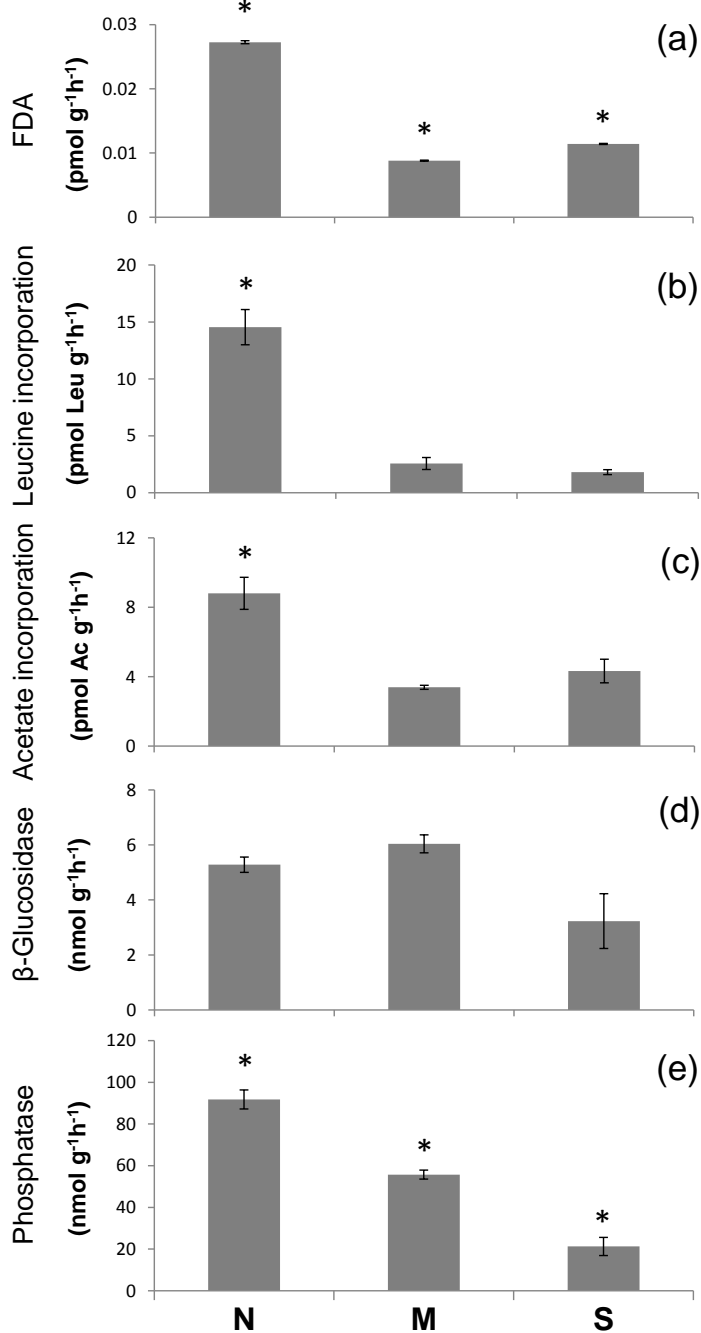 *
0.03
(a)
0.02
*
*
FDA
(pmol g⁻¹h⁻¹)
0.01
0
20
*
(b)
15
Leucine incorporation
(pmol Leu g⁻¹h⁻¹)
10
5
0
12
*
(c)
8
Acetate incorporation
(pmol Ac g⁻¹h⁻¹)
4
0
8
(d)
6
β-Glucosidase
(nmol g⁻¹h⁻¹)
4
2
0
120
*
(e)
100
80
*
Phosphatase
(nmol g⁻¹h⁻¹)
60
40
*
20
0
N M S